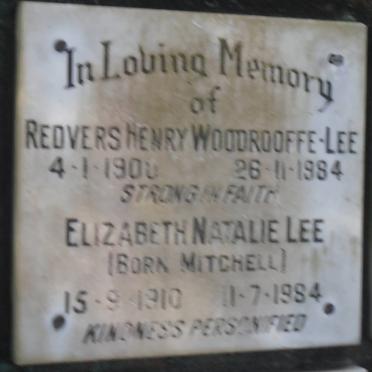 In Loving Memory
of
REDVERS HENRY WOODROOFFE-LEE
4-1-1900 26-11-1984
STRONG IN FAITH
ELIZABETH NATALIE LEE
(BORN MITCHELL)
15-9-1910 11-7-1984
KINDNESS PERSONIFIED